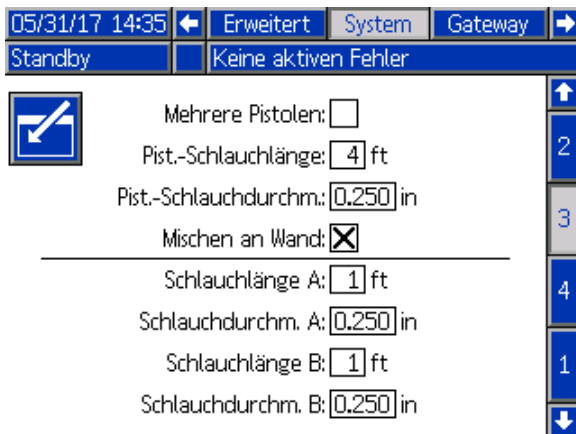 05/31/17 14:35 Erweitert System Gateway
Standby Keine aktiven Fehler
Mehrere Pistolen:
Pist.-Schlauchlänge: 4 ft
2
Pist.-Schlauchdurchm.: 0.250 in
3
Mischen an Wand:
Schlauchlänge A: 1 ft
4
Schlauchdurchm. A: 0.250 in
Schlauchlänge B: 1 ft
1
Schlauchdurchm. B: 0.250 in